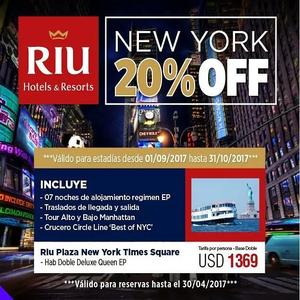 RIU
Hotels & Resorts
NEW YORK
20% OFF
***Válido para estadías desde 01/09/2017 hasta 31/10/2017***
INCLUYE
- 07 noches de alojamiento regimen EP
- Traslados de llegada y salida
- Tour Alto y Bajo Manhattan
- Crucero Circle Line 'Best of NYC'
Riu Plaza New York Times Square
- Hab Doble Deluxe Queen EP
Tarifa por persona - Base Doble
USD 1369
***Válido para reservas hasta el 30/04/2017***